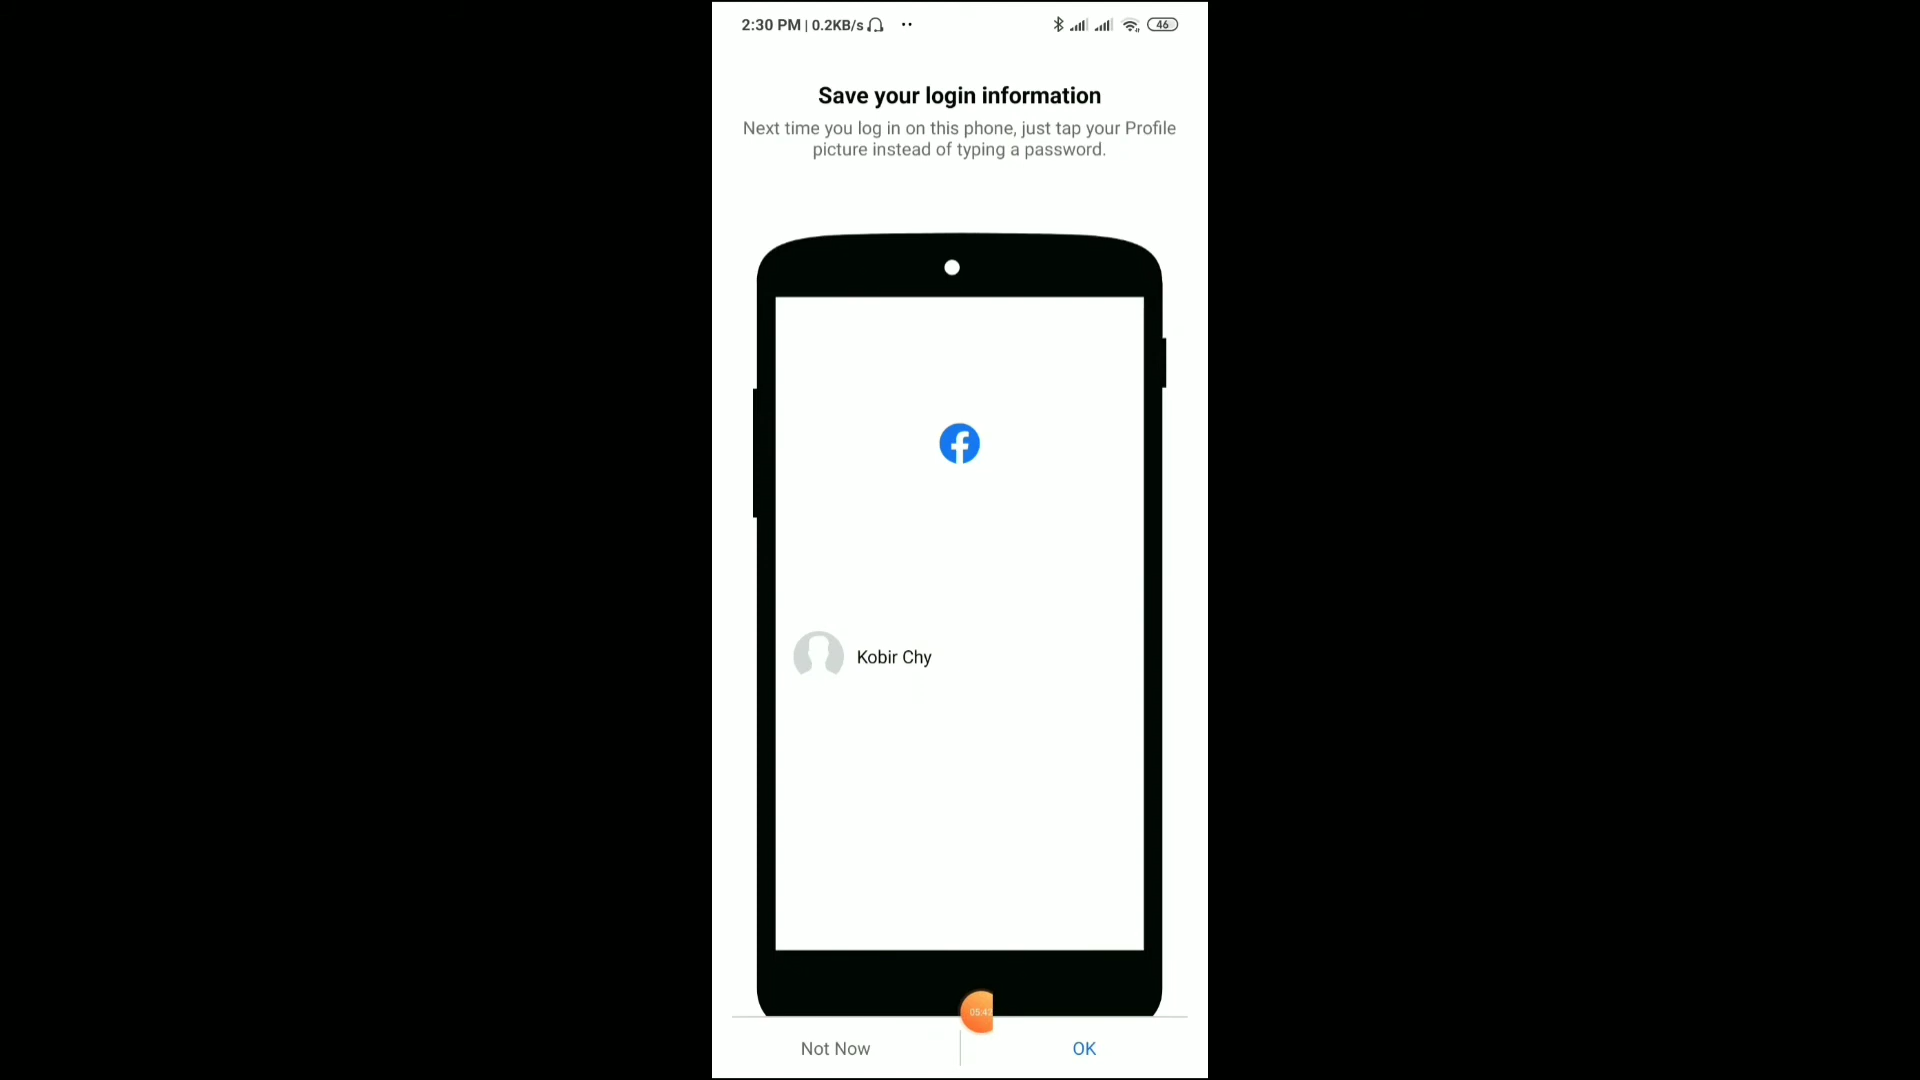 2:30 PM | 0.2KB/s
46
Save your login information
Next time you log in on this phone, just tap your Profile
picture instead of typing a password.
Kobir Chy
Not Now
OK